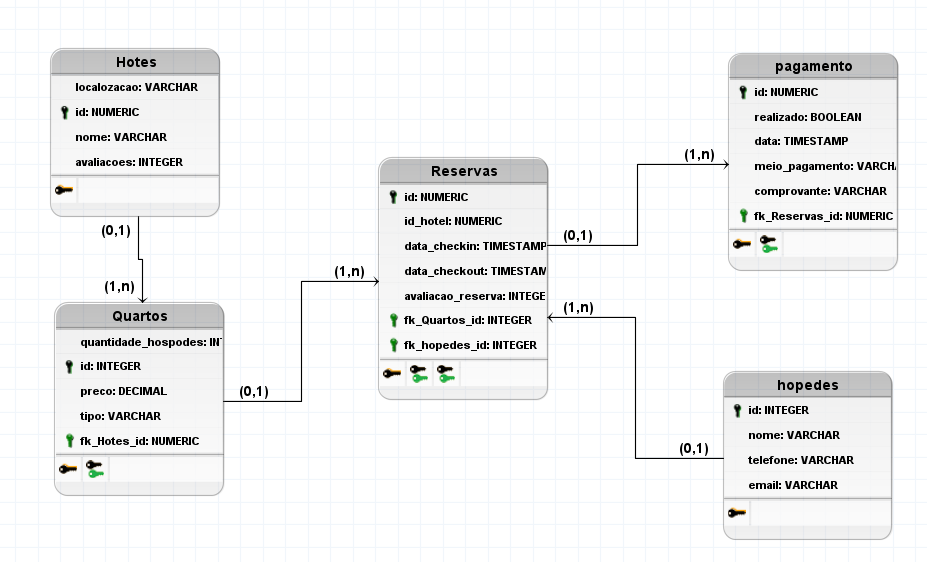 Hotes
localozacao: VARCHAR
id: NUMERIC
nome: VARCHAR
avaliacoes: INTEGER
(0,1)
(1,n)
Quartos
quantidade_hospodes: INT
id: INTEGER
preco: DECIMAL
tipo: VARCHAR
fk_Hotes_id: NUMERIC
(0,1)
(1,n)
Reservas
id: NUMERIC
id_hotel: NUMERIC
data_checkin: TIMESTAMP
data_checkout: TIMESTAM
avaliacao_reserva: INTEGE
fk_Quartos_id: INTEGER
fk_hopedes_id: INTEGER
(0,1)
(1,n)
pagamento
id: NUMERIC
realizado: BOOLEAN
data: TIMESTAMP
meio_pagamento: VARCHA
comprovante: VARCHAR
fk_Reservas_id: NUMERIC
(1,n)
(0,1)
hopedes
id: INTEGER
nome: VARCHAR
telefone: VARCHAR
email: VARCHAR